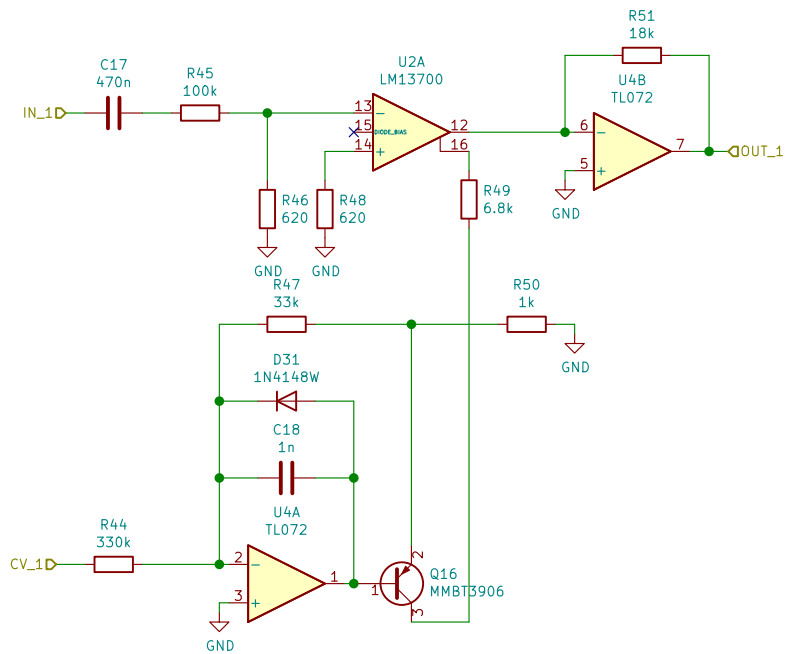 R51
18k
C17
470n
R45
100k
U2A
LM13700
U4B
TL072
IN_1
13
−
15
DIODE_BIAS
14
+
12
16
6
−
5
+
7
OUT_1
R46
620
R48
620
R49
6.8k
GND
GND
GND
R47
33k
R50
1k
GND
D31
1N4148W
C18
1n
U4A
TL072
R44
330k
CV_1
2
−
3
+
1
1
2
3
Q16
MMBT3906
GND